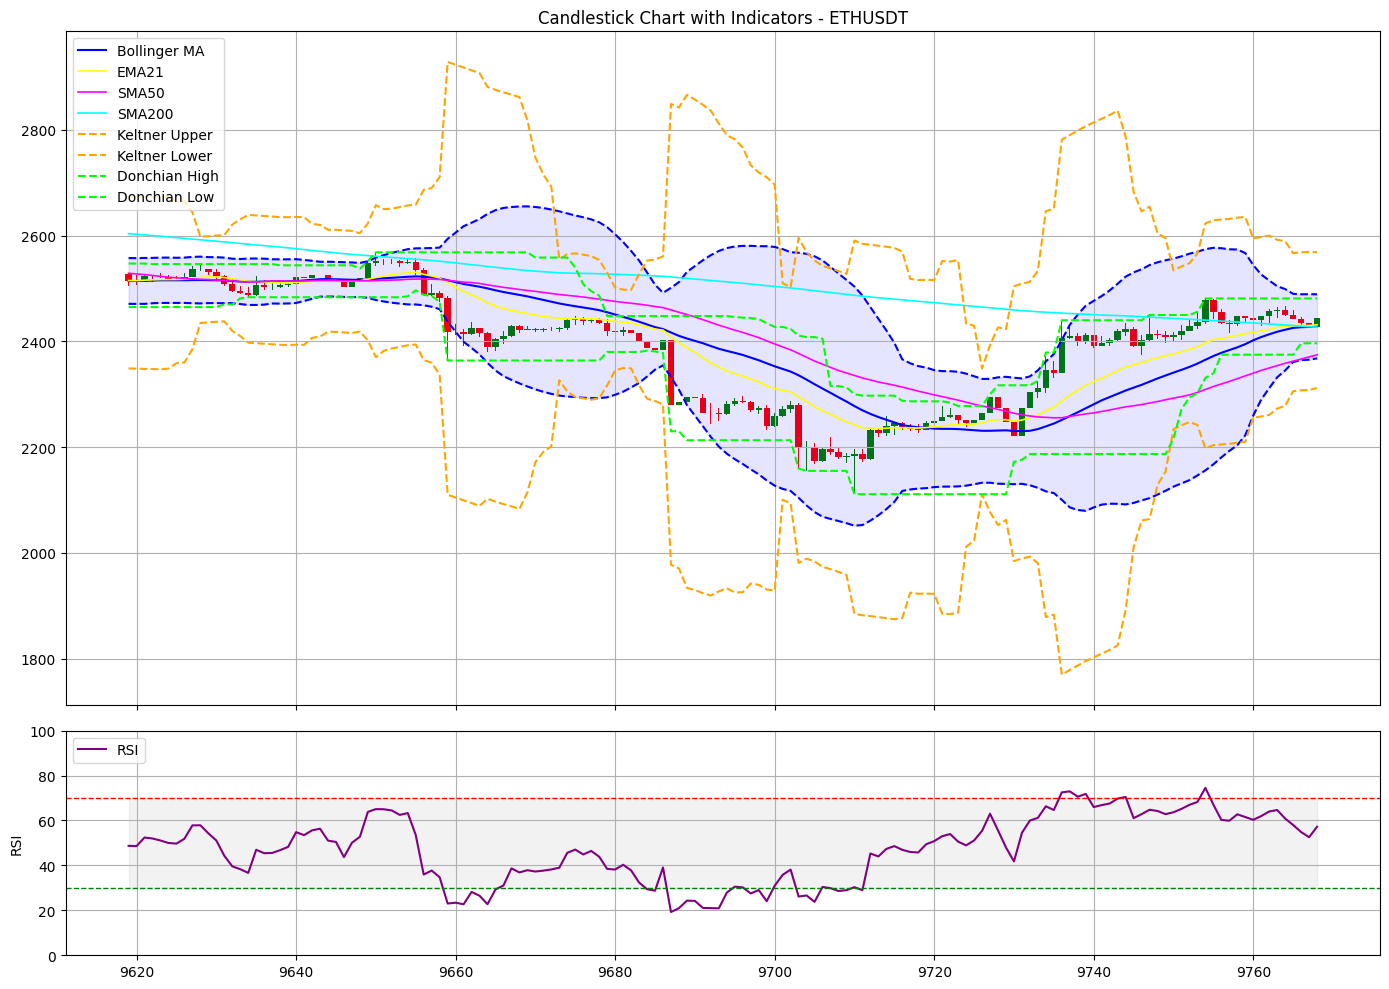 Candlestick Chart with Indicators - ETHUSDT
Bollinger MA
EMA21
SMA50
SMA200
Keltner Upper
Keltner Lower
Donchian High
Donchian Low
2800
2600
2400
2200
2000
1800
RSI
100
80
60
40
20
0
RSI
9620 9640 9660 9680 9700 9720 9740 9760